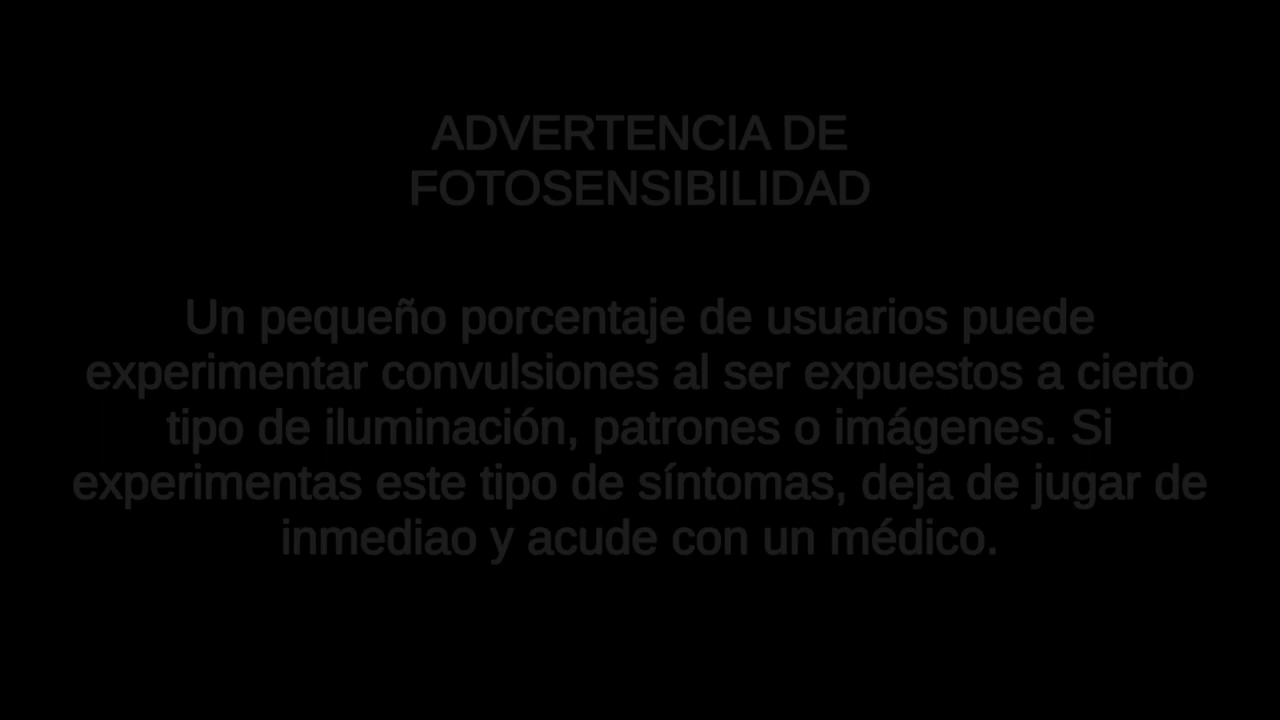 ADVERTENCIA DE
FOTOSENSIBILIDAD
Un pequeño porcentaje de usuarios puede
experimentar convulsiones al ser expuestos a cierto
tipo de iluminación, patrones o imágenes. Si
experimentas este tipo de síntomas, deja de jugar de
inmediao y acude con un médico.